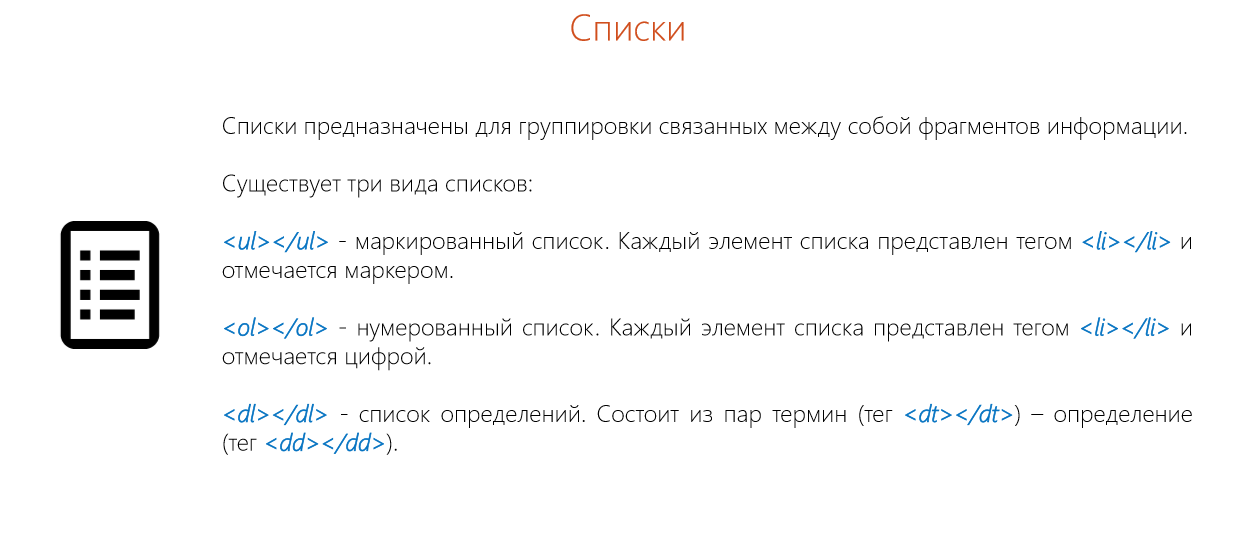 Списки
Списки предназначены для группировки связанных между собой фрагментов информации.
Существует три вида списков:
<ul></ul> - маркированный список. Каждый элемент списка представлен тегом <li></li> и
отмечается маркером.
<ol></ol> - нумерованный список. Каждый элемент списка представлен тегом <li></li> и
отмечается цифрой.
<dl></dl> - список определений. Состоит из пар термин (тег <dt></dt>) – определение
(тег <dd></dd>).